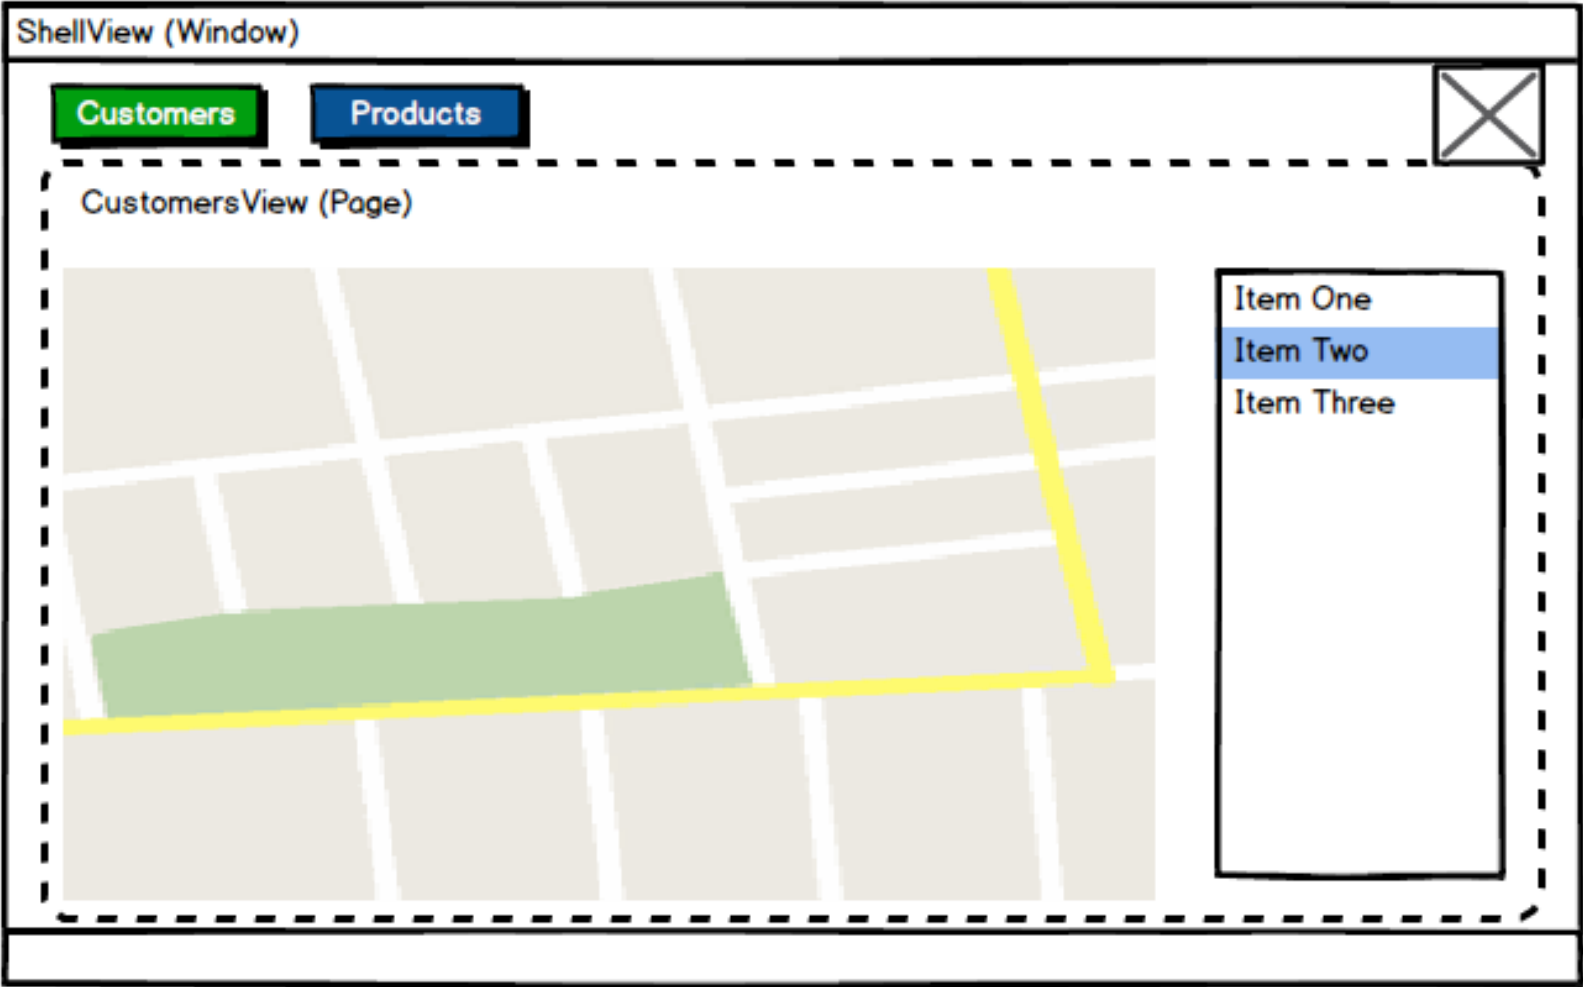 ShellView (Window)
Customers
Products
CustomersView (Page)
Item One
Item Two
Item Three